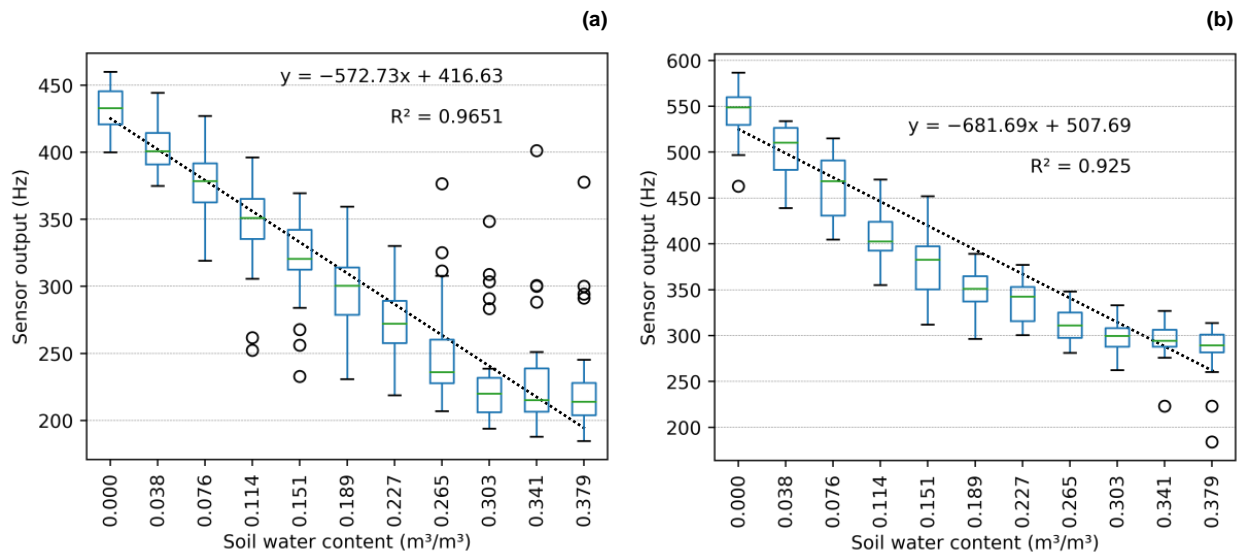 (a)
y = −572.73x + 416.63
R² = 0.9651
Sensor output (Hz)
450
400
350
300
250
200
0.000 0.038 0.076 0.114 0.151 0.189 0.227 0.265 0.303 0.341 0.379
Soil water content (m³/m³)
(b)
y = −681.69x + 507.69
R² = 0.925
Sensor output (Hz)
600
550
500
450
400
350
300
250
200
0.000 0.038 0.076 0.114 0.151 0.189 0.227 0.265 0.303 0.341 0.379
Soil water content (m³/m³)